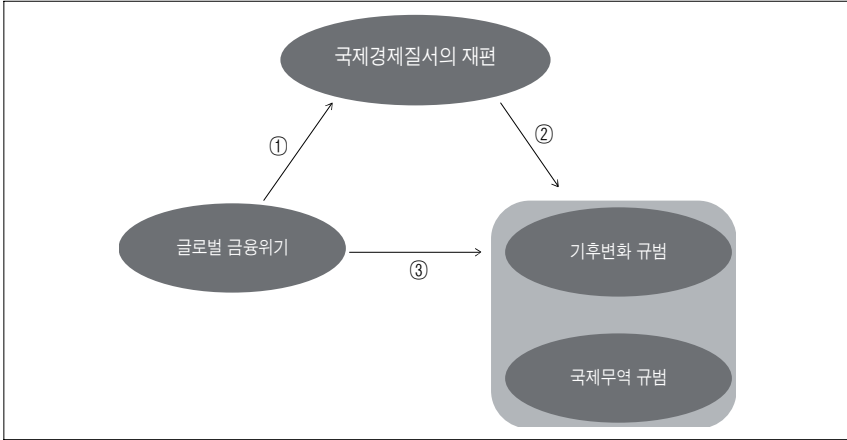 국제경제질서의 재편
①
②
글로벌 금융위기
③
기후변화 규범
국제무역 규범